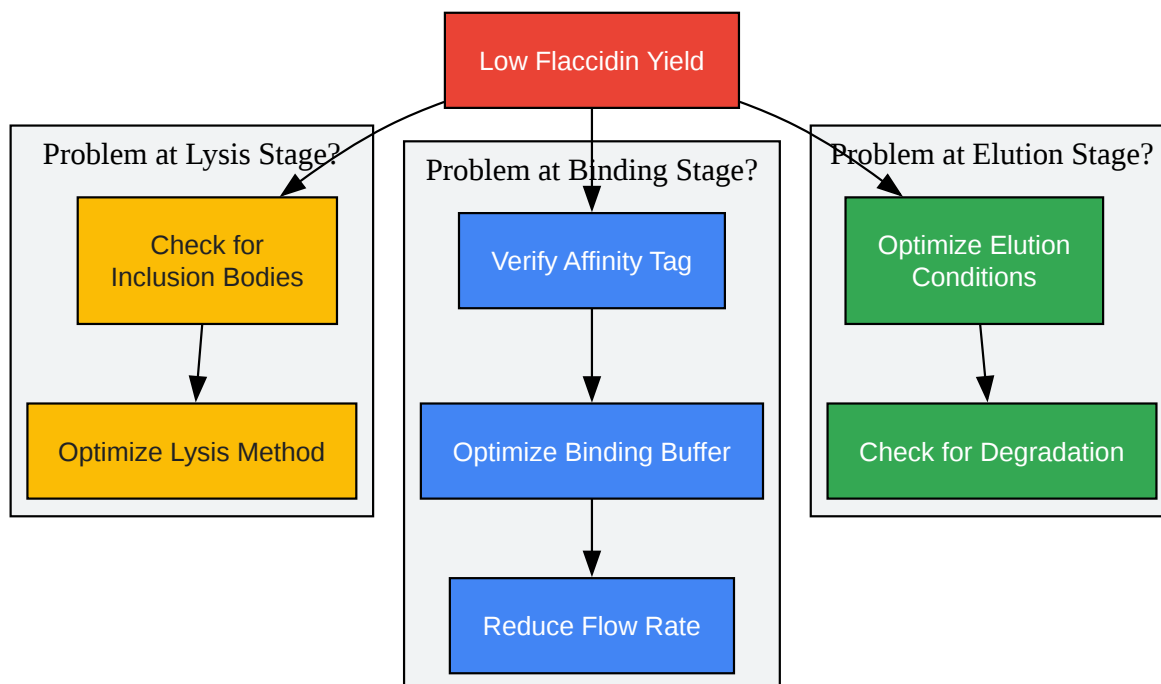 Low Flaccidin Yield
Problem at Lysis Stage?
Check for
Inclusion Bodies
Optimize Lysis Method
Problem at Binding Stage?
Verify Affinity Tag
Optimize Binding Buffer
Reduce Flow Rate
Problem at Elution Stage?
Optimize Elution
Conditions
Check for Degradation